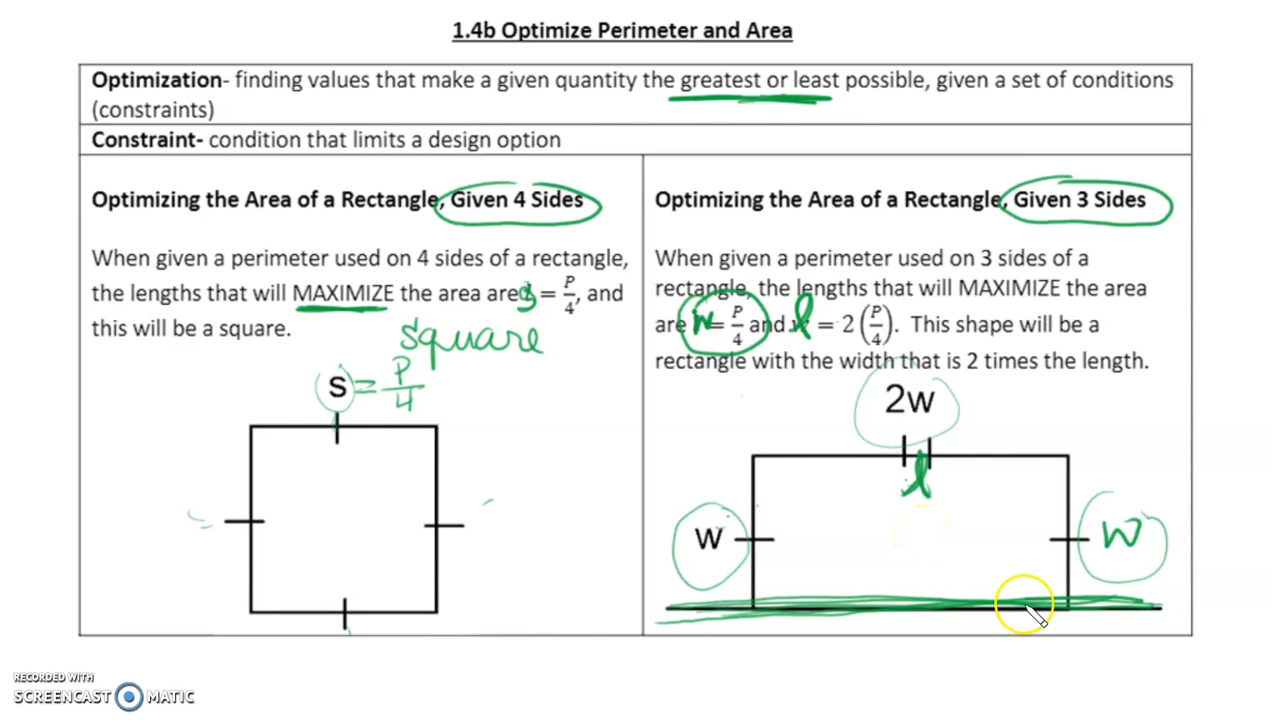 1.4b Optimize Perimeter and Area
Optimization- finding values that make a given quantity the greatest or least possible, given a set of conditions
(constraints)
Constraint- condition that limits a design option
Optimizing the Area of a Rectangle, Given 4 Sides
When given a perimeter used on 4 sides of a rectangle,
the lengths that will MAXIMIZE the area are s = P/4, and
this will be a square.
square
s = P/4
Optimizing the Area of a Rectangle, Given 3 Sides
When given a perimeter used on 3 sides of a
rectangle, the lengths that will MAXIMIZE the area
are w = P/4 and l = 2(P/4). This shape will be a
rectangle with the width that is 2 times the length.
2w
l
w
w
RECORDED WITH
SCREENCAST MATIC